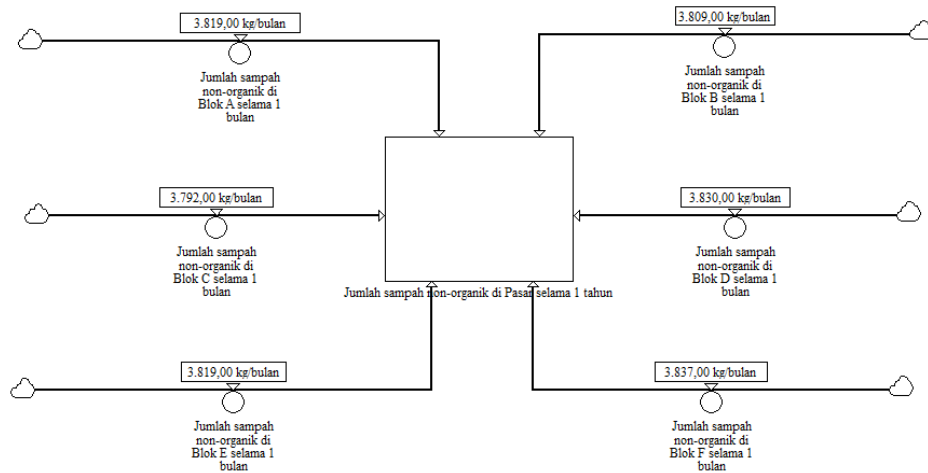 3.819,00 kg/bulan
Jumlah sampah
non-organik di
Blok A selama 1
bulan
3.809,00 kg/bulan
Jumlah sampah
non-organik di
Blok B selama 1
bulan
3.792,00 kg/bulan
Jumlah sampah
non-organik di
Blok C selama 1
bulan
3.830,00 kg/bulan
Jumlah sampah
non-organik di
Blok D selama 1
bulan
Jumlah sampah non-organik di Pasar selama 1 tahun
3.819,00 kg/bulan
Jumlah sampah
non-organik di
Blok E selama 1
bulan
3.837,00 kg/bulan
Jumlah sampah
non-organik di
Blok F selama 1
bulan